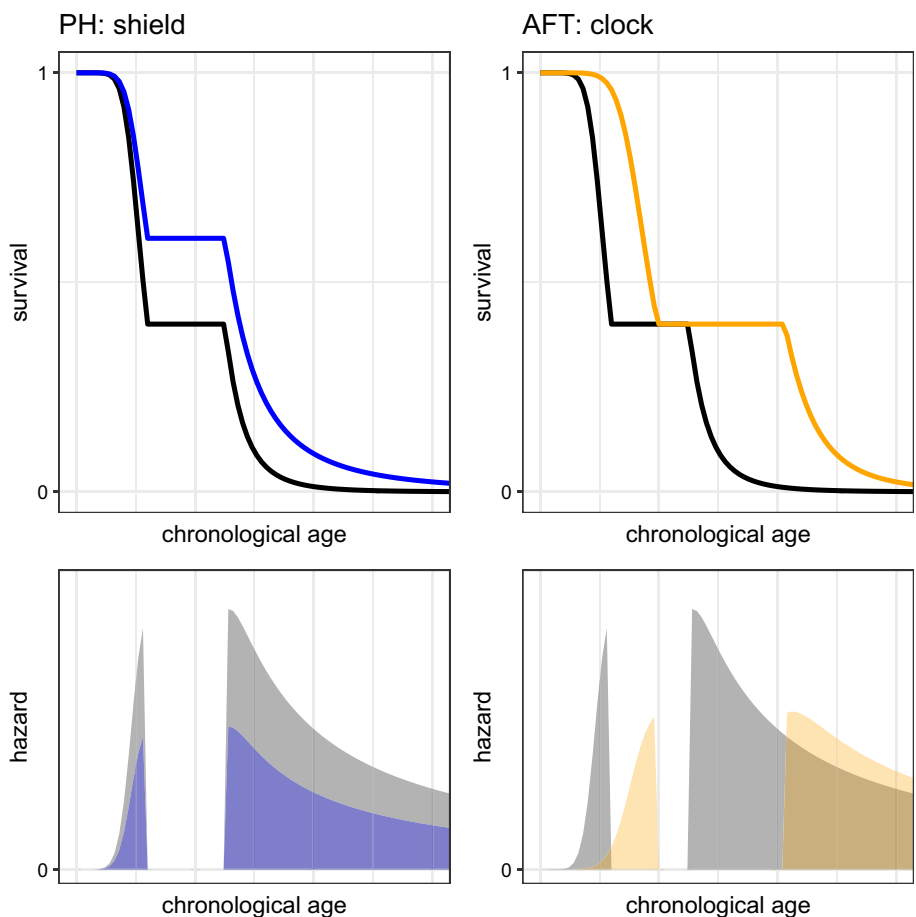 PH: shield
AFT: clock
1
survival
0
chronological age
1
survival
0
chronological age
hazard
0
chronological age
hazard
0
chronological age